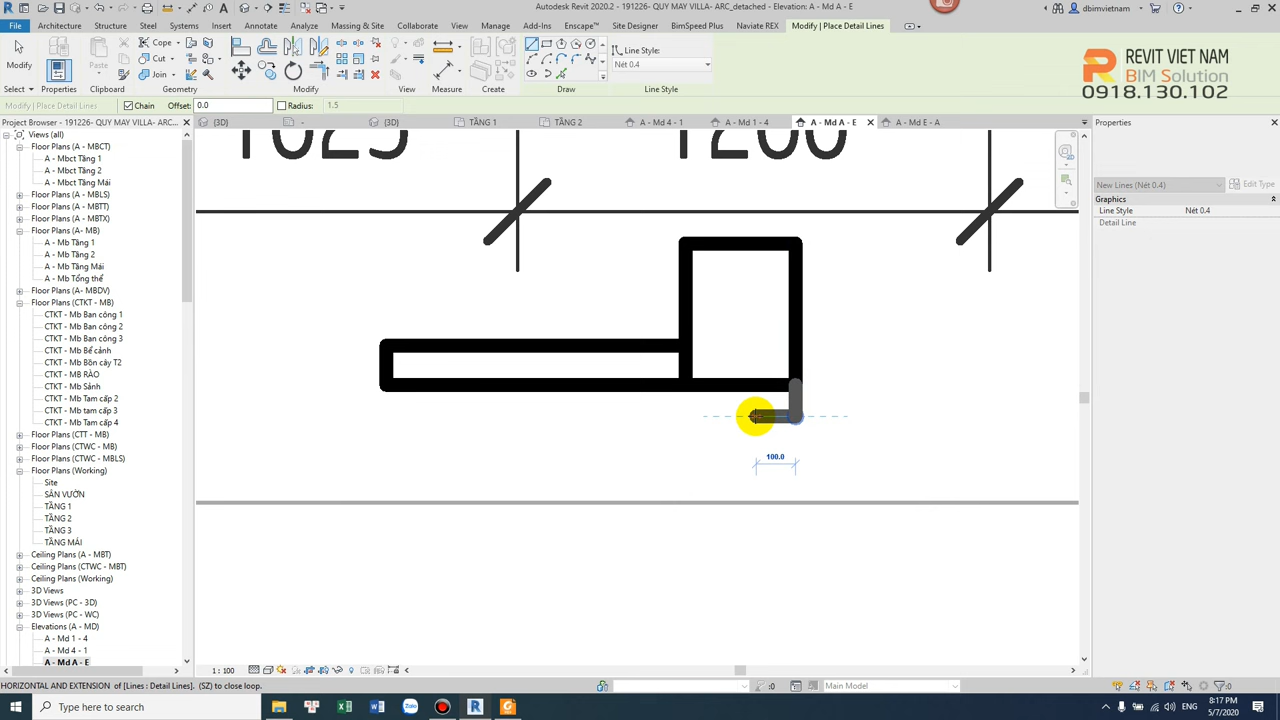 Autodesk Revit 2020.2 - 191226- QUY MAY VILLA- ARC_detached - Elevation: A - Md A - E
dbimvietnam
File Architecture Structure Steel Systems Insert Annotate Analyze Massing & Site Collaborate View Manage Add-Ins Enscape™ Site Designer BimSpeed Plus Naviate REX Modify | Place Detail Lines
Modify
Paste
Cope
Cut
Join
Line Style:
Nét 0.4
Select Properties Clipboard Geometry Modify View Measure Create Draw Line Style
REVIT VIET NAM
BIM Solution
0918.130.102
Modify | Place Detail Lines Chain Offset: 0.0 Radius: 1.5
Project Browser - 191226- QUY MAY VILLA- ARC...
(3D) - (3D) TẦNG 1 TẦNG 2 A - Md 4 - 1 A - Md 1 - 4 A - Md A - E A - Md E - A
Properties
Views (all)
Floor Plans (A - MBCT)
A - Mbct Tầng 1
A - Mbct Tầng 2
A - Mbct Tầng Mái
Floor Plans (A - MBLS)
Floor Plans (A - MBTT)
Floor Plans (A - MBTX)
Floor Plans (A - MB)
A - Mb Tầng 1
A - Mb Tầng 2
A - Mb Tầng Mái
A - Mb Tổng thể
Floor Plans (A- MBDV)
Floor Plans (CTKT - MB)
CTKT - Mb Ban công 1
CTKT - Mb Ban công 2
CTKT - Mb Ban công 3
CTKT - Mb Bể cảnh
CTKT - Mb Bồn cây T2
CTKT - MB RÀO
CTKT - Mb Sảnh
CTKT - Mb Tam cấp 2
CTKT - Mb tam cấp 3
CTKT - Mb Tam cấp 4
Floor Plans (CTT - MB)
Floor Plans (CTWC - MB)
Floor Plans (CTWC - MBLS)
Floor Plans (Working)
Site
SÂN VƯỜN
TẦNG 1
TẦNG 2
TẦNG 3
TẦNG MÁI
Ceiling Plans (A - MBT)
Ceiling Plans (CTWC - MBT)
Ceiling Plans (Working)
3D Views
3D Views (PC - 3D)
3D Views (PC - WC)
Elevations (A - MD)
A - Md 1 - 4
A - Md 4 - 1
A - Md A - E
1025 1200
100.0
New Lines (Nét 0.4) Edit Type
Graphics
Line Style Nét 0.4
Detail Line
1 : 100
HORIZONTAL AND EXTENSION of [Lines : Detail Lines]. (SZ) to close loop.
:0 Main Model :0
Type here to search
ENG
8:17 PM
5/7/2020